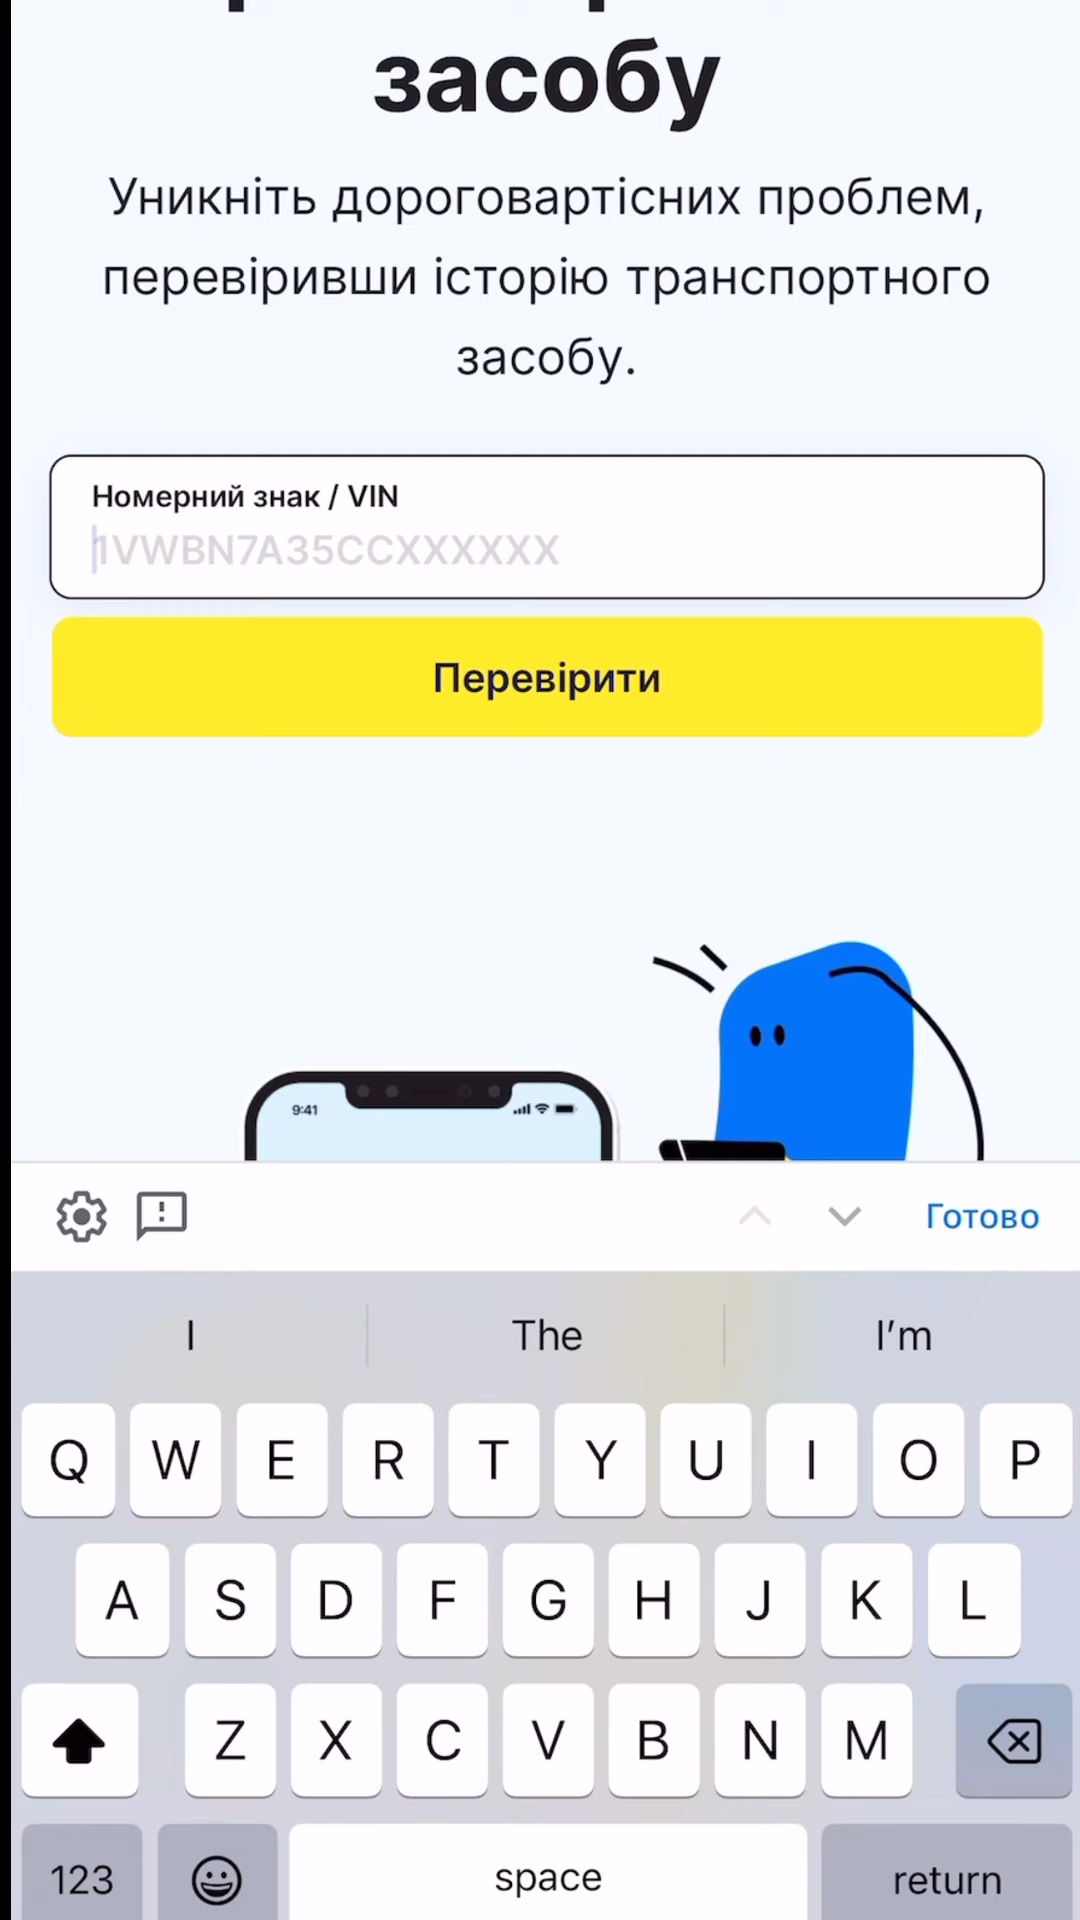 засобу
Уникніть дороговартісних проблем,
перевіривши історію транспортного
засобу.
Номерний знак / VIN
1VWBN7A35CCXXXXXX
Перевірити
9:41
Готово
I The I'm
Q W E R T Y U I O P
A S D F G H J K L
Z X C V B N M
123 space return